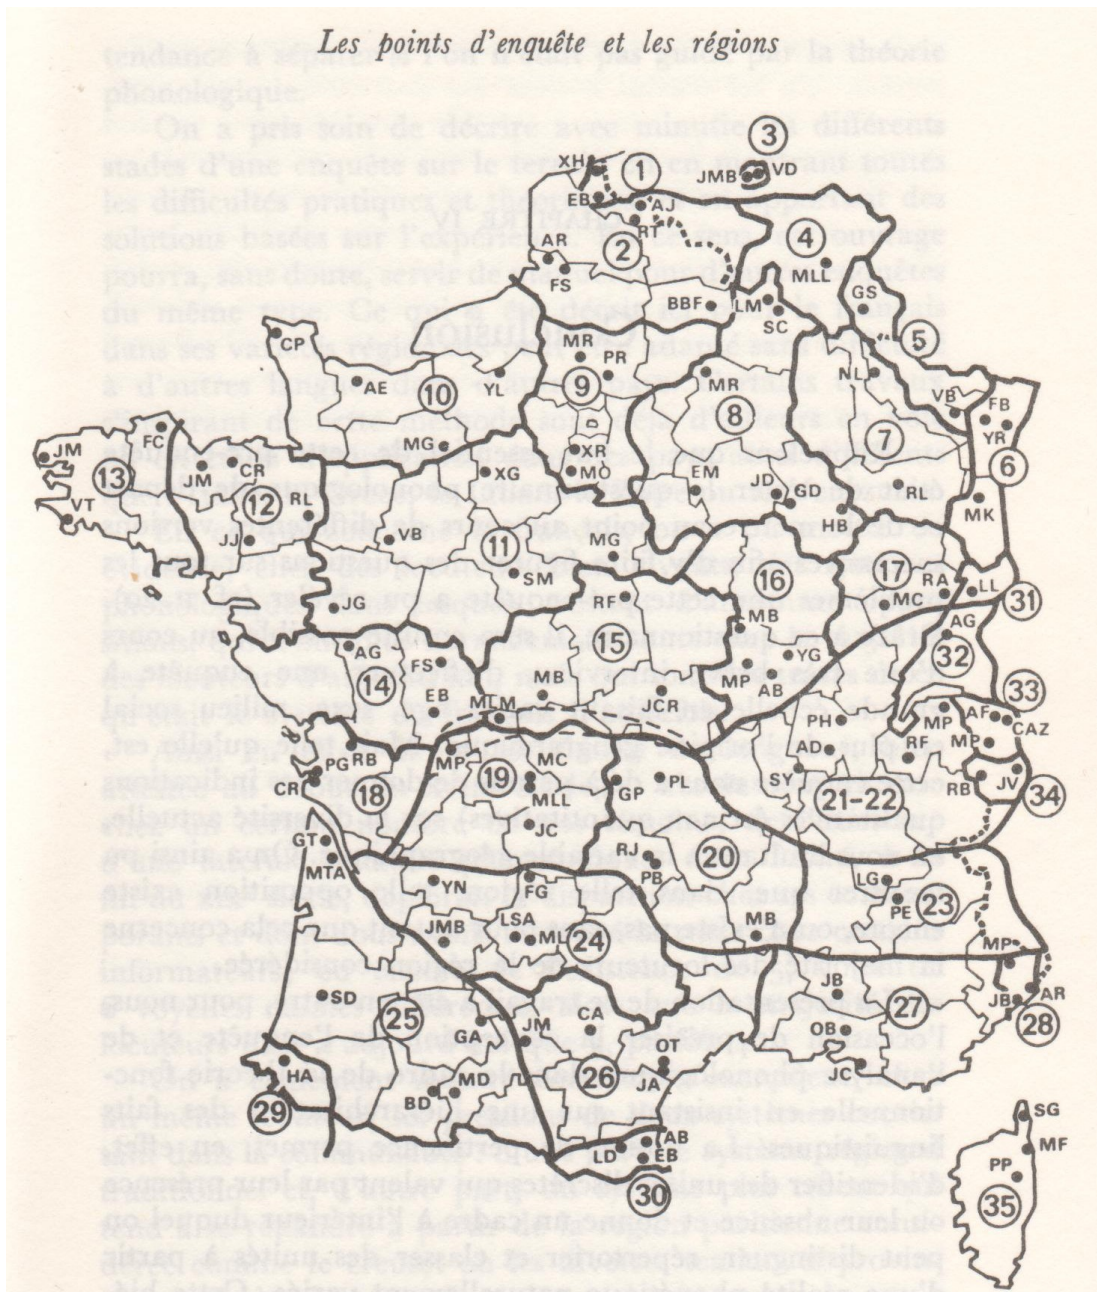 Les points d'enquête et les régions
3
XH
1
JMB
VD
EB
A
RT
AR
2
4
FS
MLL
GS
BBF
LM
SC
5
CP
MR
PR
NL
AE
YL
9
MR
VB
FB
10
8
D
7
YR
FC
MG
XR
JM
13
JM
CR
XG
MO
EM
JD
GD
RL
6
12
RL
MK
VT
HB
JJ
VB
11
MG
SM
16
17
RA
LL
RF
MC
31
JG
MB
AG
AG
15
YG
32
FS
14
MB
MP
AB
33
EB
JCR
MLM
PH
MP
AF
CAZ
RF
MP
AD
RB
MP
MC
PG
19
SY
RB
JV
CR
18
MLL
GP
PL
21-22
34
JC
GT
RJ
MTA
20
PB
YN
FG
LG
PE
23
LSA
MB
JMB
ML
24
MP
SD
JB
AR
25
CA
27
JB
JM
OB
28
OT
HA
MD
26
JA
JC
BD
29
SG
AB
LD
EB
MF
PP
30
35